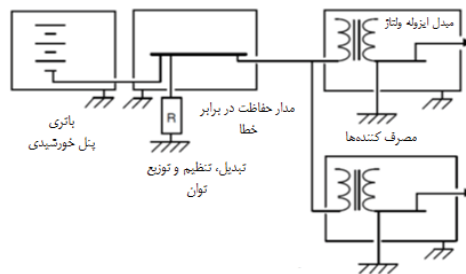 مبدل ایزوله ولتاژ
R
مدار حفاظت در برابر
خطا
باتری
پنل خورشیدی
مصرف کننده‌ها
تبدیل، تنظیم و توزیع
توان